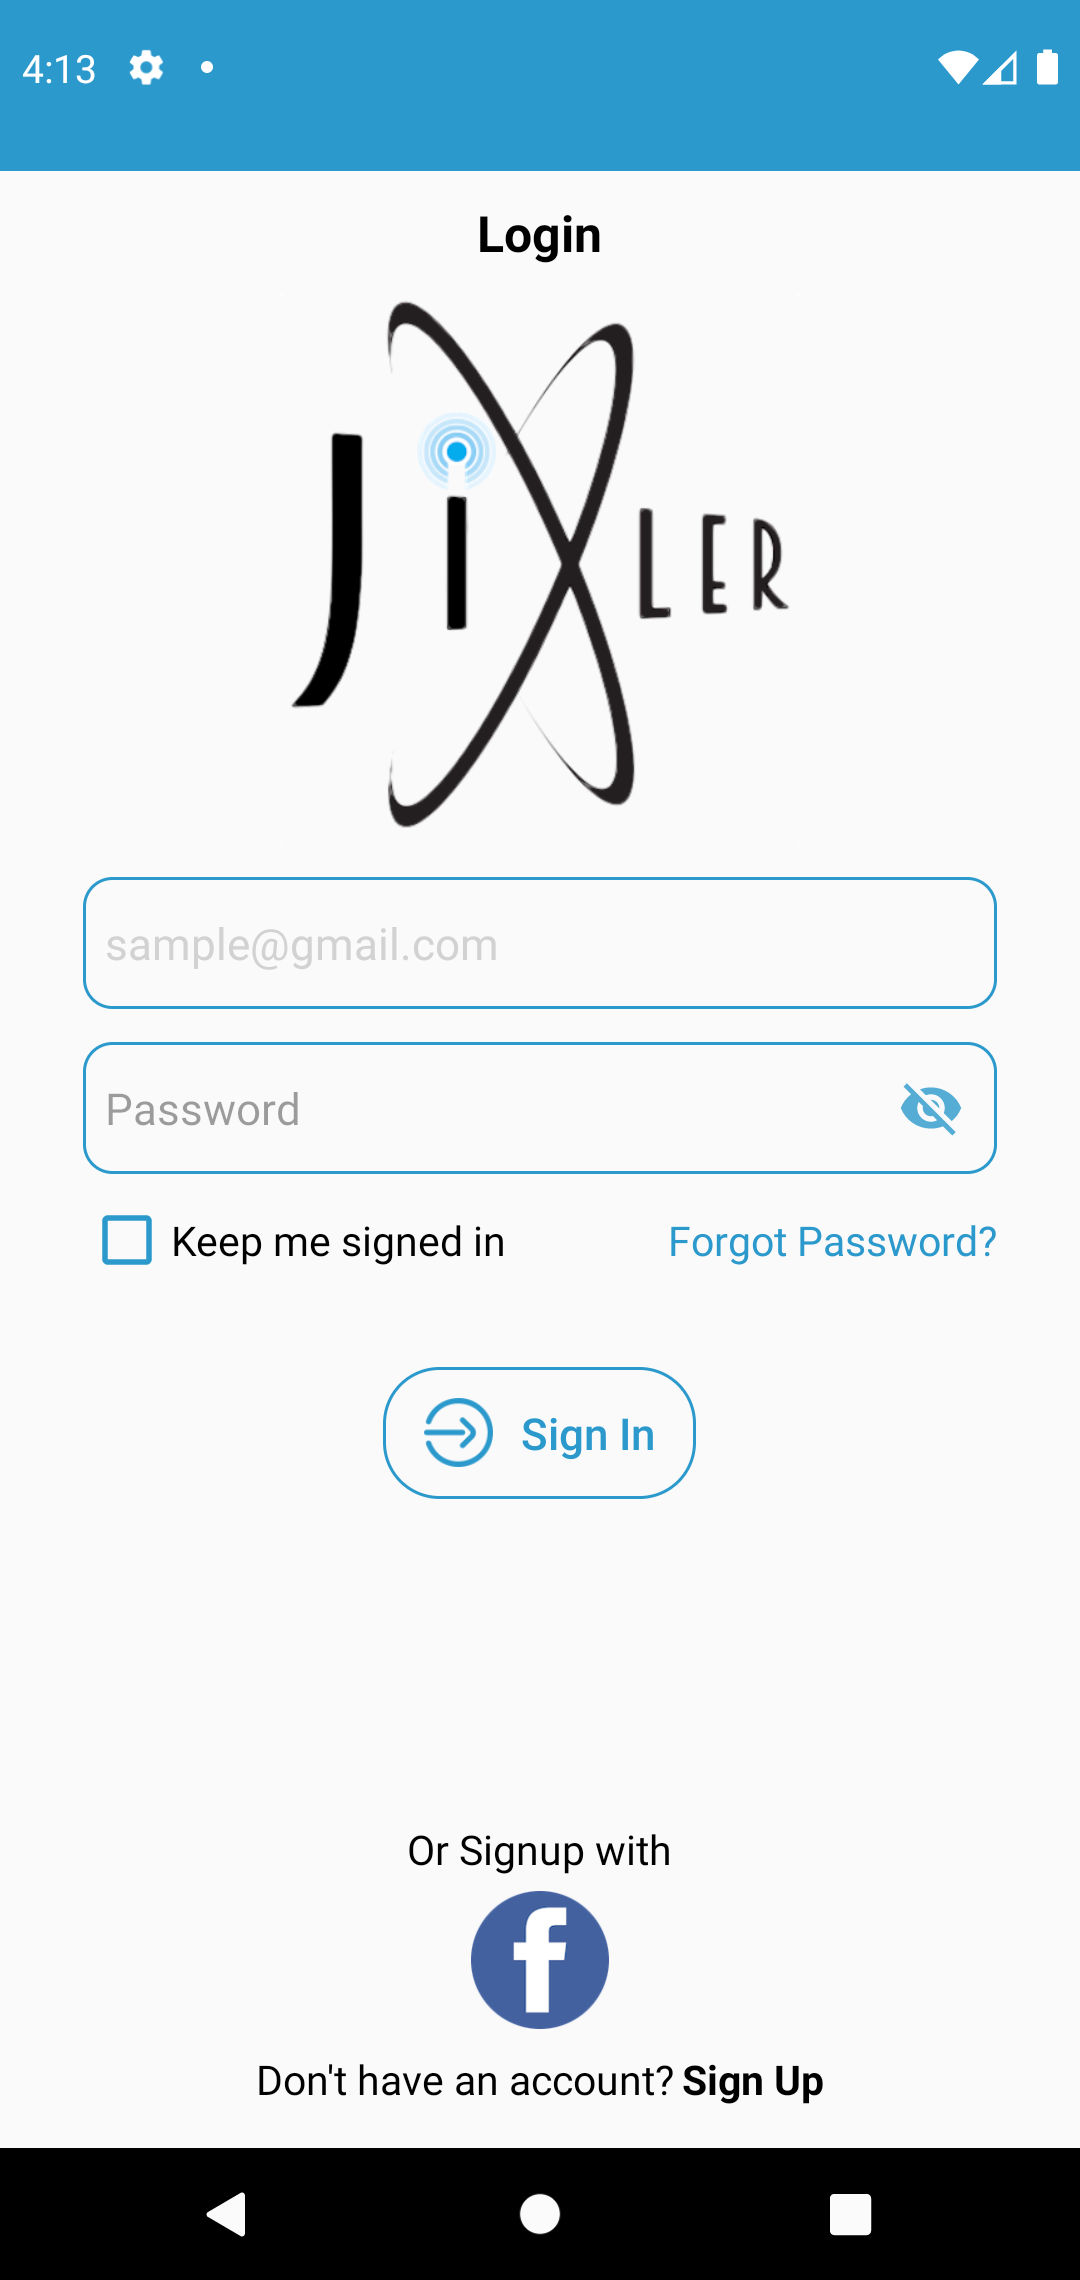 4:13
Login
JiXLER
sample@gmail.com
Password
Keep me signed in
Forgot Password?
Sign In
Or Signup with
f
Don't have an account? Sign Up